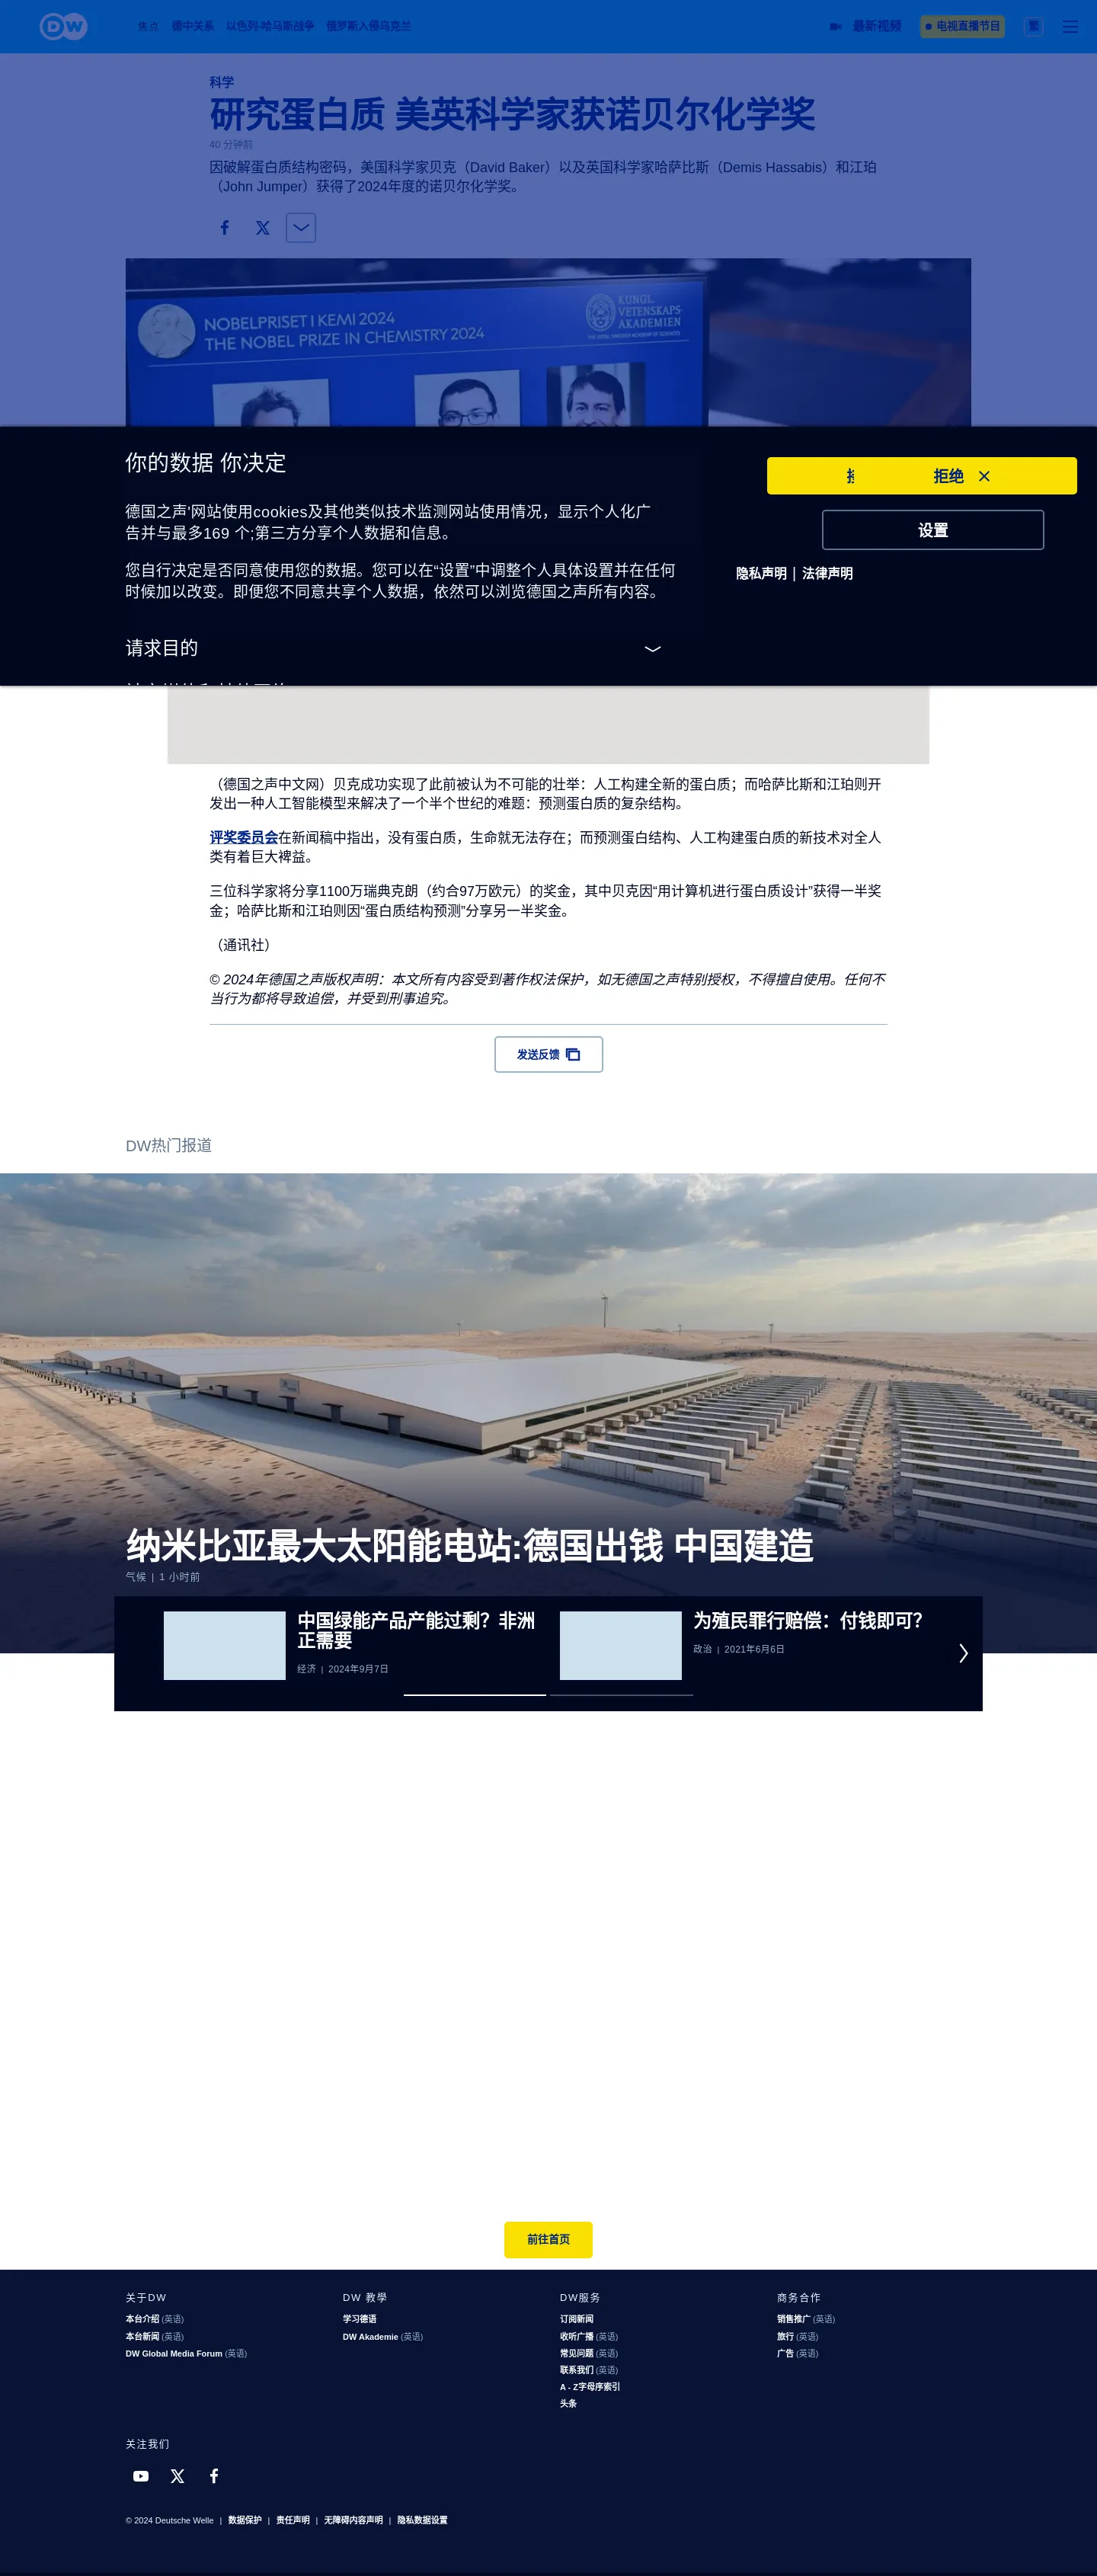 DW
焦点 德中关系 以色列-哈马斯战争 俄罗斯入侵乌克兰 最新视频 电视直播节目 繁
科学
研究蛋白质 美英科学家获诺贝尔化学奖
40 分钟前
因破解蛋白质结构密码，美国科学家贝克（David Baker）以及英国科学家哈萨比斯（Demis Hassabis）和江珀
（John Jumper）获得了2024年度的诺贝尔化学奖。
NOBELPRISET I KEMI 2024
THE NOBEL PRIZE IN CHEMISTRY 2024
KUNGL.
VETENSKAPS-
AKADEMIEN
THE ROYAL SWEDISH ACADEMY OF SCIENCES
你的数据 你决定
拒绝
德国之声'网站使用cookies及其他类似技术监测网站使用情况，显示个人化广
告并与最多169 个;第三方分享个人数据和信息。
设置
您自行决定是否同意使用您的数据。您可以在“设置”中调整个人具体设置并在任何
时候加以改变。即便您不同意共享个人数据，依然可以浏览德国之声所有内容。
隐私声明 | 法律声明
请求目的
（德国之声中文网）贝克成功实现了此前被认为不可能的壮举：人工构建全新的蛋白质；而哈萨比斯和江珀则开
发出一种人工智能模型来解决了一个半个世纪的难题：预测蛋白质的复杂结构。
评奖委员会在新闻稿中指出，没有蛋白质，生命就无法存在；而预测蛋白结构、人工构建蛋白质的新技术对全人
类有着巨大裨益。
三位科学家将分享1100万瑞典克朗（约合97万欧元）的奖金，其中贝克因“用计算机进行蛋白质设计”获得一半奖
金；哈萨比斯和江珀则因“蛋白质结构预测”分享另一半奖金。
（通讯社）
© 2024年德国之声版权声明：本文所有内容受到著作权法保护，如无德国之声特别授权，不得擅自使用。任何不
当行为都将导致追偿，并受到刑事追究。
发送反馈
DW热门报道
纳米比亚最大太阳能电站:德国出钱 中国建造
气候 | 1 小时前
中国绿能产品产能过剩？非洲
正需要
经济 | 2024年9月7日
为殖民罪行赔偿：付钱即可？
政治 | 2021年6月6日
前往首页
关于DW
本台介绍 (英语)
本台新闻 (英语)
DW Global Media Forum (英语)
DW 教學
学习德语
DW Akademie (英语)
DW服务
订阅新闻
收听广播 (英语)
常见问题 (英语)
联系我们 (英语)
A - Z字母序索引
头条
商务合作
销售推广 (英语)
旅行 (英语)
广告 (英语)
关注我们
© 2024 Deutsche Welle | 数据保护 | 责任声明 | 无障碍内容声明 | 隐私数据设置